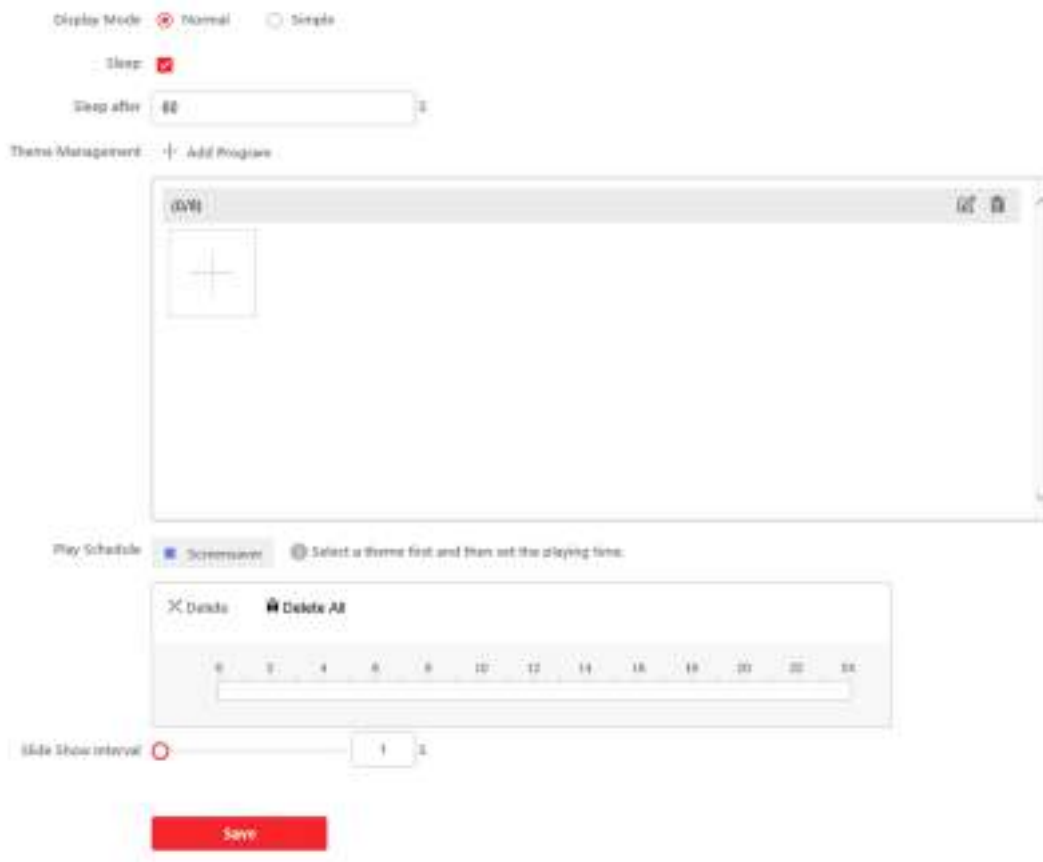 Display Mode Normal Simple
Sleep
Sleep after 60 s
Theme Management + Add Program
(0/8)
Play Schedule Screensaver Select a theme first and then set the playing time.
Delete Delete All
0 2 4 6 8 10 12 14 16 18 20 22 24
Slide Show Interval 1 s
Save